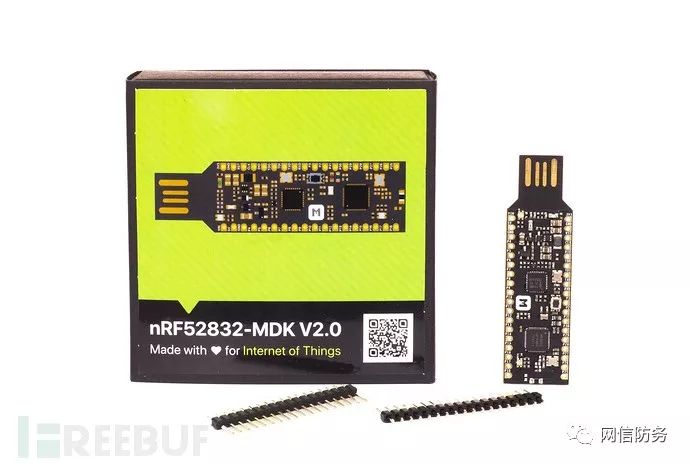 M
M
nRF52832-MDK V2.0
Made with ♥ for Internet of Things
FREEBUF
网信防务